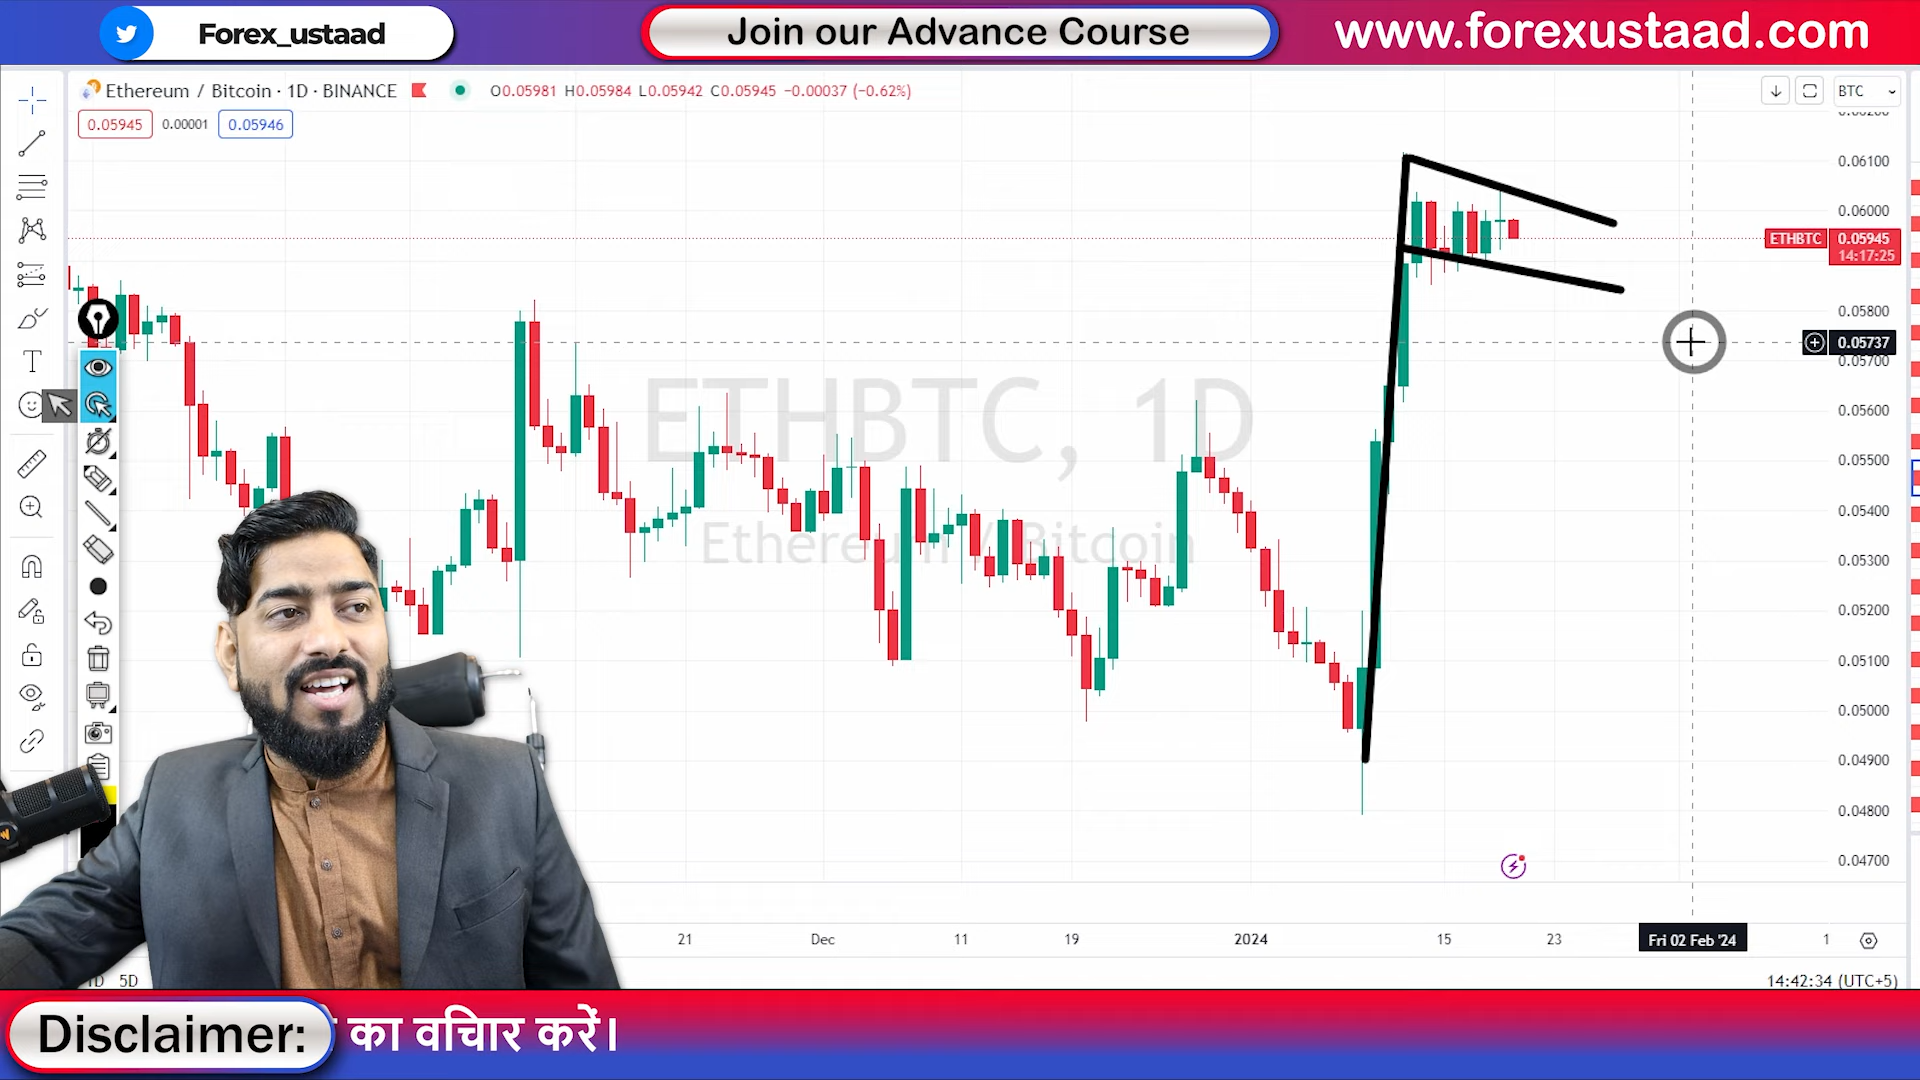 Forex_ustaad
Join our Advance Course
www.forexustaad.com
Ethereum / Bitcoin · 1D · BINANCE
O0.05981 H0.05984 L0.05942 C0.05945 −0.00037 (−0.62%)
BTC
0.05945 0.00001 0.05946
0.06200
0.06100
0.06000
ETHBTC 0.05945
14:17:25
0.05800
0.05737
0.05700
0.05600
0.05500
0.05400
0.05300
0.05200
0.05100
0.05000
0.04900
0.04800
0.04700
ETHBTC, 1D
Ethereum / Bitcoin
21 Dec 11 19 2024 15 23 Fri 02 Feb '24 1
1D 5D
14:42:34 (UTC+5)
Disclaimer: का वचिार करें।